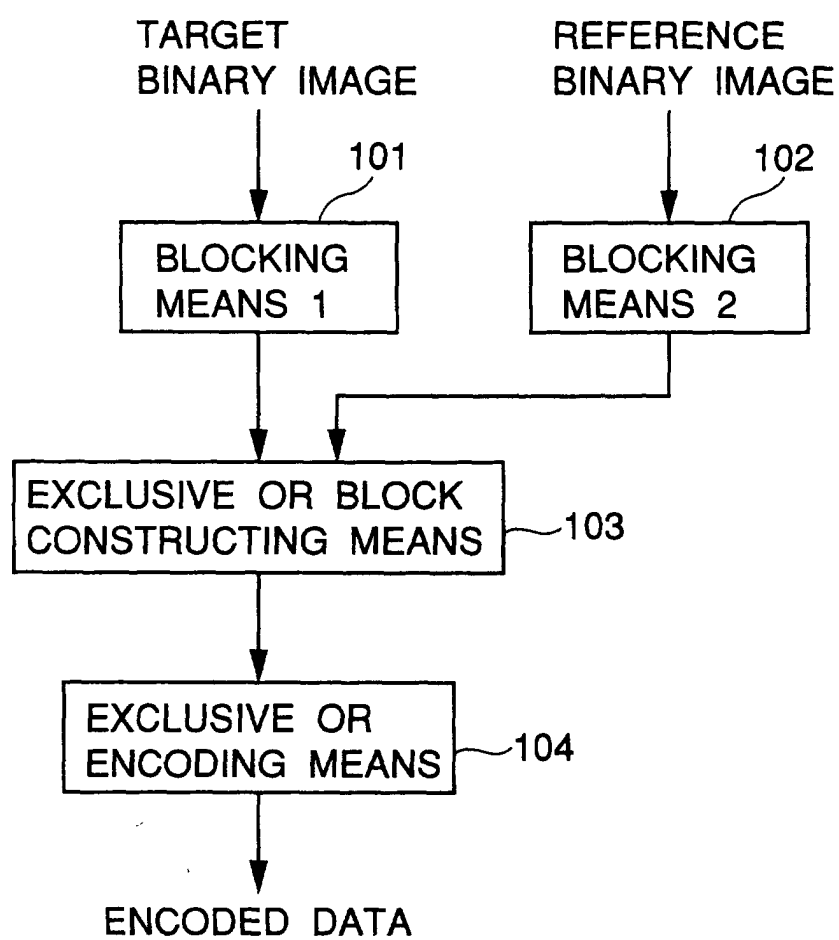 TARGET
BINARY IMAGE
REFERENCE
BINARY IMAGE
101
102
BLOCKING
MEANS 1
BLOCKING
MEANS 2
EXCLUSIVE OR BLOCK
CONSTRUCTING MEANS
103
EXCLUSIVE OR
ENCODING MEANS
104
ENCODED DATA